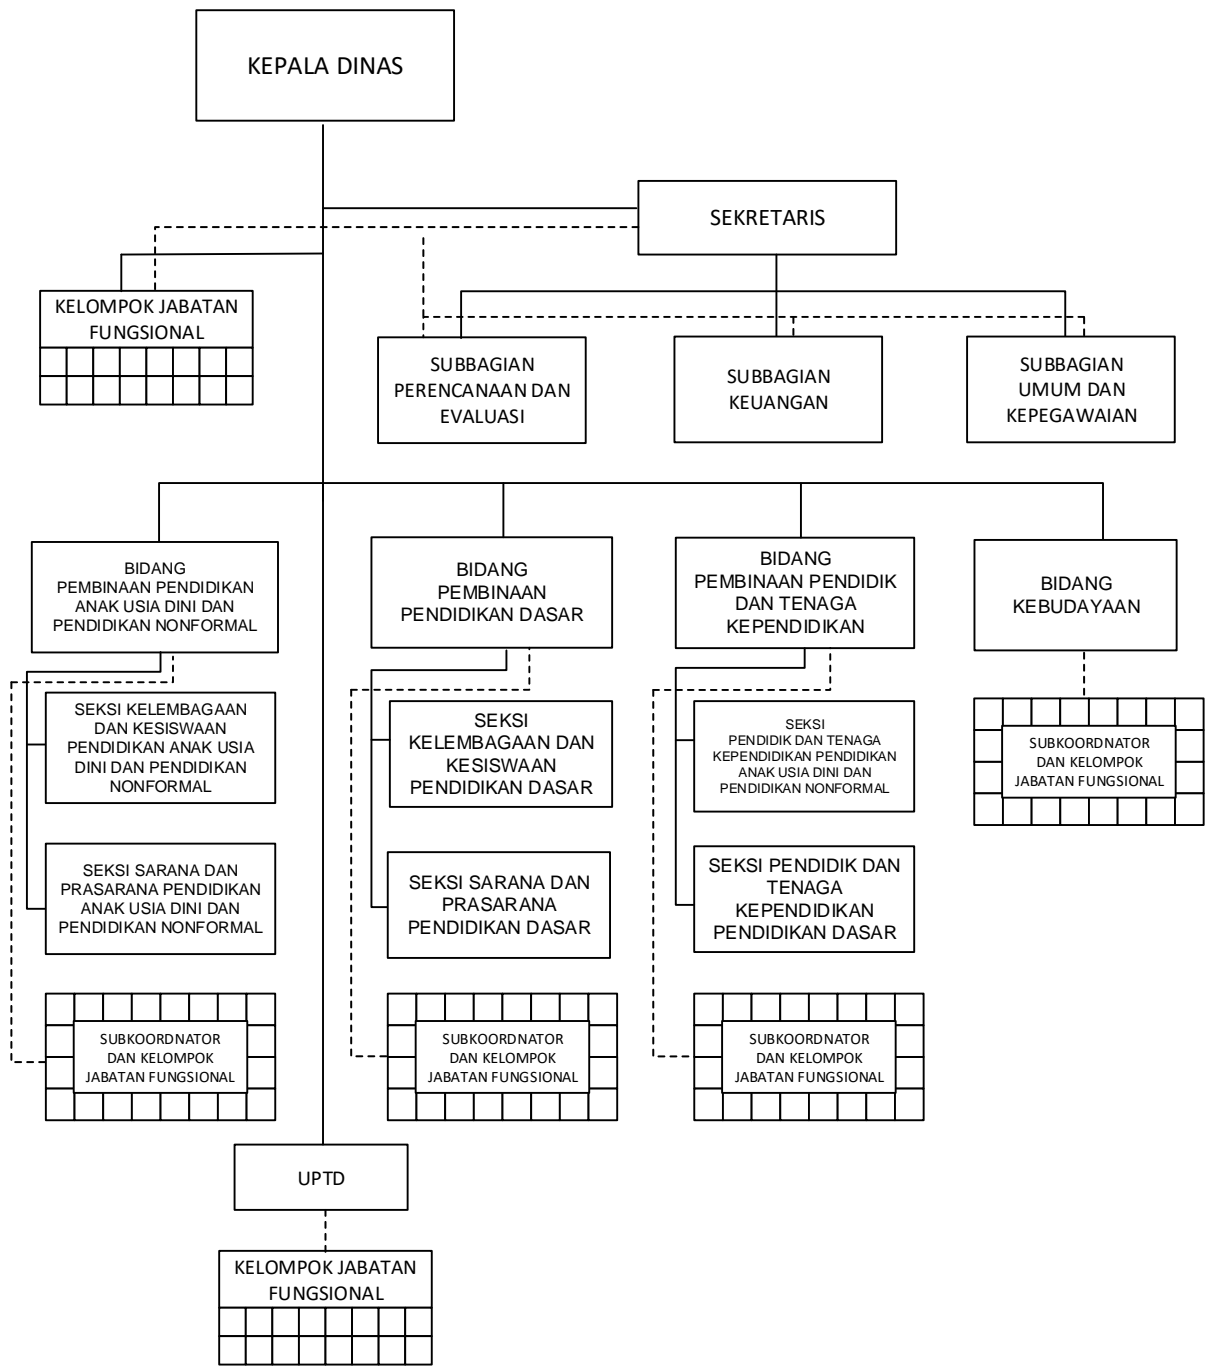 KEPALA DINAS
SEKRETARIS
KELOMPOK JABATAN
FUNGSIONAL
SUBBAGIAN
PERENCANAAN DAN
EVALUASI
SUBBAGIAN
KEUANGAN
SUBBAGIAN
UMUM DAN
KEPEGAWAIAN
BIDANG
PEMBINAAN PENDIDIKAN
ANAK USIA DINI DAN
PENDIDIKAN NONFORMAL
BIDANG
PEMBINAAN
PENDIDIKAN DASAR
BIDANG
PEMBINAAN PENDIDIK
DAN TENAGA
KEPENDIDIKAN
BIDANG
KEBUDAYAAN
SEKSI KELEMBAGAAN
DAN KESISWAAN
PENDIDIKAN ANAK USIA
DINI DAN PENDIDIKAN
NONFORMAL
SEKSI
KELEMBAGAAN DAN
KESISWAAN
PENDIDIKAN DASAR
SEKSI
PENDIDIK DAN TENAGA
KEPENDIDIKAN PENDIDIKAN
ANAK USIA DINI DAN
PENDIDIKAN NONFORMAL
SUBKOORDNATOR
DAN KELOMPOK
JABATAN FUNGSIONAL
SEKSI SARANA DAN
PRASARANA PENDIDIKAN
ANAK USIA DINI DAN
PENDIDIKAN NONFORMAL
SEKSI SARANA DAN
PRASARANA
PENDIDIKAN DASAR
SEKSI PENDIDIK DAN
TENAGA
KEPENDIDIKAN
PENDIDIKAN DASAR
SUBKOORDNATOR
DAN KELOMPOK
JABATAN FUNGSIONAL
SUBKOORDNATOR
DAN KELOMPOK
JABATAN FUNGSIONAL
SUBKOORDNATOR
DAN KELOMPOK
JABATAN FUNGSIONAL
UPTD
KELOMPOK JABATAN
FUNGSIONAL